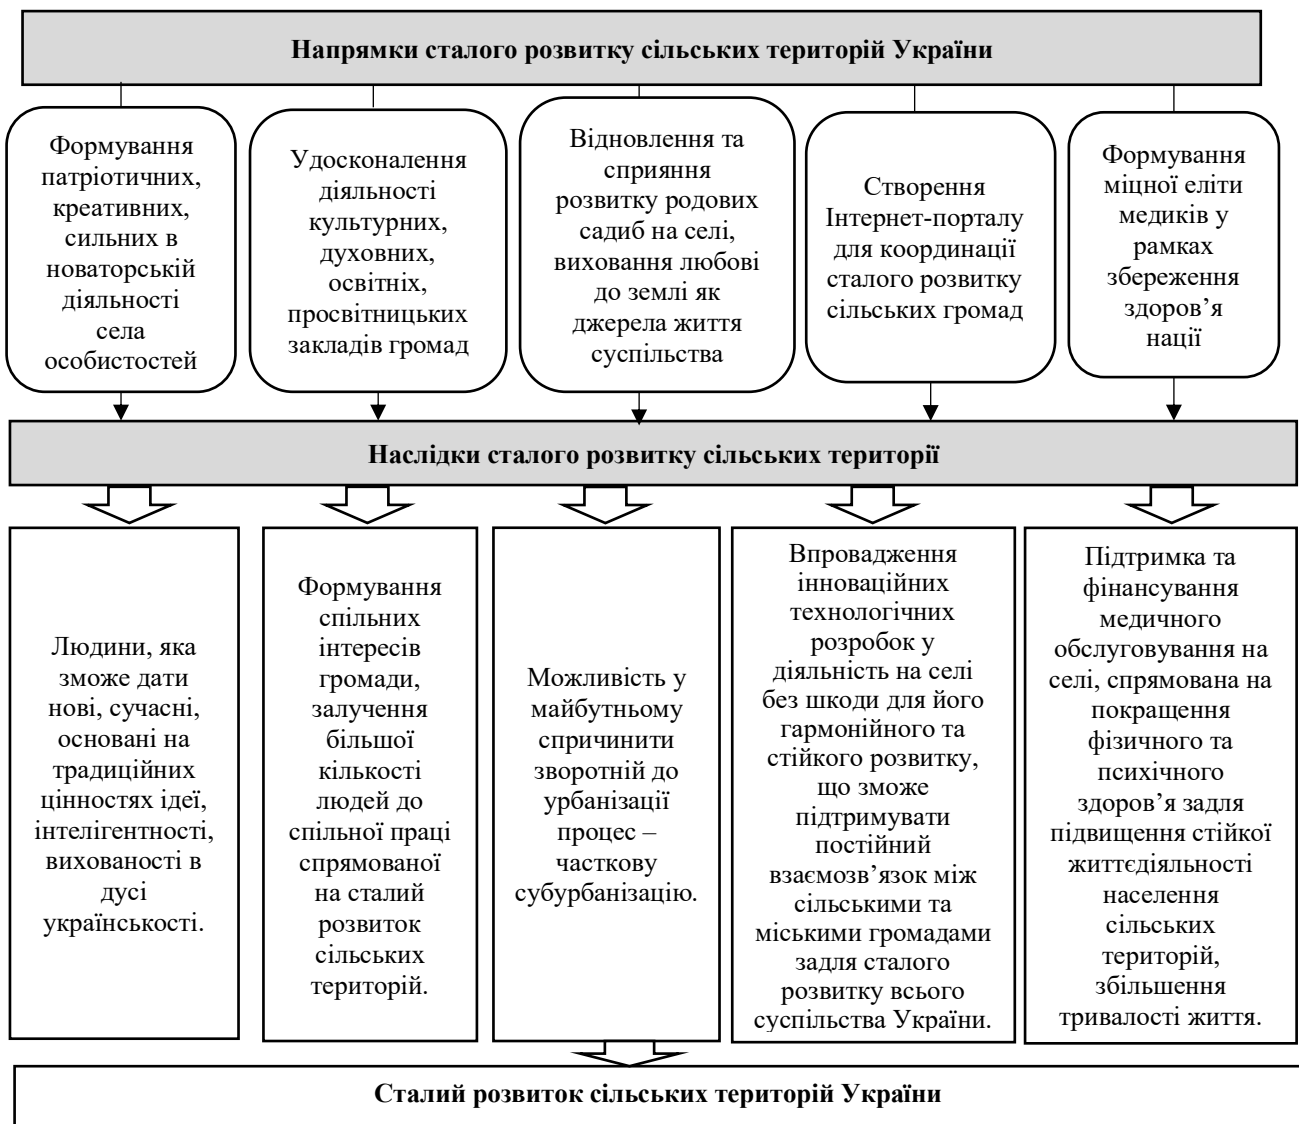 Напрямки сталого розвитку сільських територій України
Формування
патріотичних,
креативних,
сильних в
новаторській
діяльності
села
особистостей
Удосконалення
діяльності
культурних,
духовних,
освітніх,
просвітницьких
закладів громад
Відновлення та
сприяння
розвитку родових
садиб на селі,
виховання любові
до землі як
джерела життя
суспільства
Створення
Інтернет-порталу
для координації
сталого розвитку
сільських громад
Формування
міцної еліти
медиків у
рамках
збереження
здоров’я
нації
Наслідки сталого розвитку сільських території
Людини, яка
зможе дати
нові, сучасні,
основані на
традиційних
цінностях ідеї,
інтелігентності,
вихованості в
дусі
українськості.
Формування
спільних
інтересів
громади,
залучення
більшої
кількості
людей до
спільної праці
спрямованої
на сталий
розвиток
сільських
територій.
Можливість у
майбутньому
спричинити
зворотній до
урбанізації
процес –
часткову
субурбанізацію.
Впровадження
інноваційних
технологічних
розробок у
діяльність на селі
без шкоди для його
гармонійного та
стійкого розвитку,
що зможе
підтримувати
постійний
взаємозв’язок між
сільськими та
міськими громадами
задля сталого
розвитку всього
суспільства України.
Підтримка та
фінансування
медичного
обслуговування на
селі, спрямована на
покращення
фізичного та
психічного
здоров’я задля
підвищення стійкої
життєдіяльності
населення
сільських
територій,
збільшення
тривалості життя.
Сталий розвиток сільських територій України